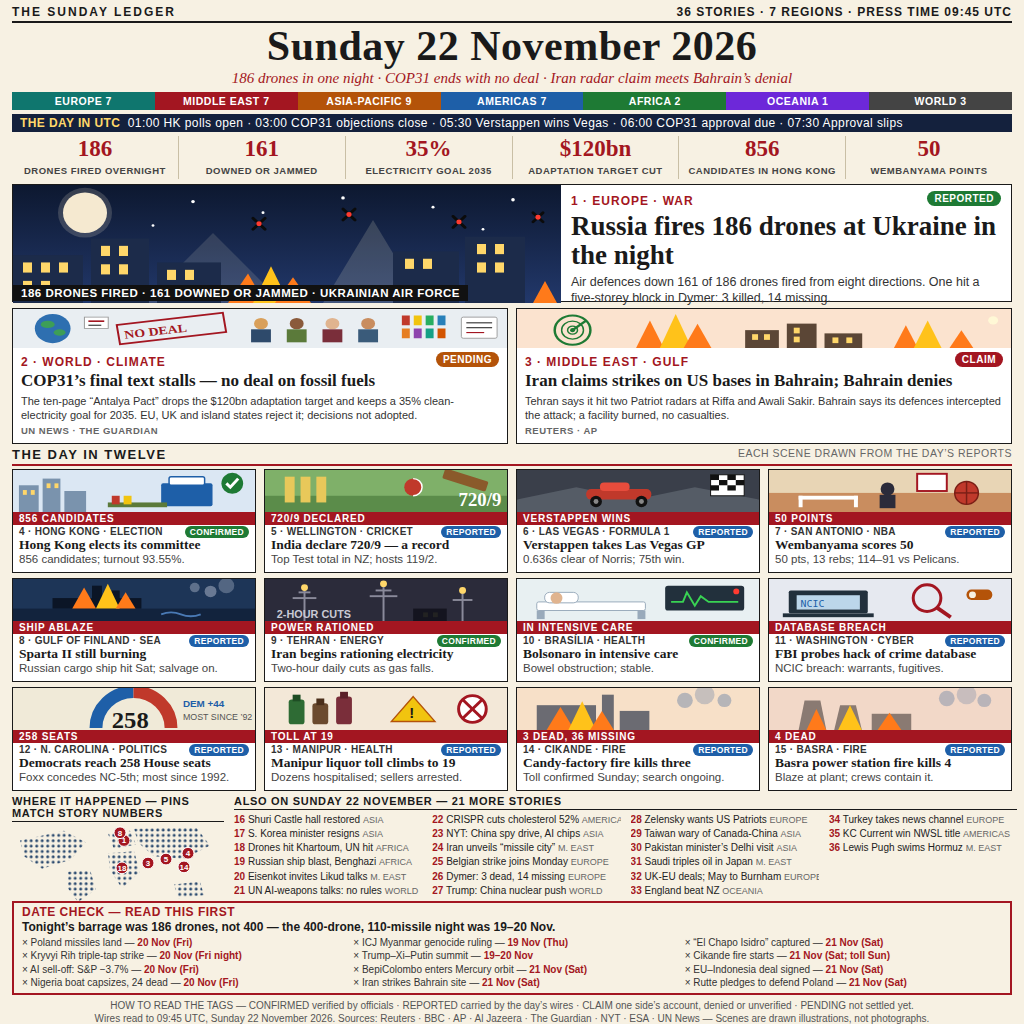 THE SUNDAY LEDGER
36 STORIES · 7 REGIONS · PRESS TIME 09:45 UTC
Sunday 22 November 2026
186 drones in one night · COP31 ends with no deal · Iran radar claim meets Bahrain’s denial
EUROPE 7
MIDDLE EAST 7
ASIA-PACIFIC 9
AMERICAS 7
AFRICA 2
OCEANIA 1
WORLD 3
THE DAY IN UTC 01:00 HK polls open · 03:00 COP31 objections close · 05:30 Verstappen wins Vegas · 06:00 COP31 approval due · 07:30 Approval slips
186
DRONES FIRED OVERNIGHT
161
DOWNED OR JAMMED
35%
ELECTRICITY GOAL 2035
$120bn
ADAPTATION TARGET CUT
856
CANDIDATES IN HONG KONG
50
WEMBANYAMA POINTS
186 DRONES FIRED · 161 DOWNED OR JAMMED · UKRAINIAN AIR FORCE
1 · EUROPE · WAR
REPORTED
Russia fires 186 drones at Ukraine in
the night
Air defences down 161 of 186 drones fired from eight directions. One hit a
five-storey block in Dymer: 3 killed, 14 missing.
NO DEAL
2 · WORLD · CLIMATE
PENDING
COP31’s final text stalls — no deal on fossil fuels
The ten-page “Antalya Pact” drops the $120bn adaptation target and keeps a 35% clean-
electricity goal for 2035. EU, UK and island states reject it; decisions not adopted.
UN NEWS · THE GUARDIAN
3 · MIDDLE EAST · GULF
CLAIM
Iran claims strikes on US bases in Bahrain; Bahrain denies
Tehran says it hit two Patriot radars at Riffa and Awali Sakir. Bahrain says its defences intercepted
the attack; a facility burned, no casualties.
REUTERS · AP
THE DAY IN TWELVE
EACH SCENE DRAWN FROM THE DAY’S REPORTS
856 CANDIDATES
4 · HONG KONG · ELECTION
CONFIRMED
Hong Kong elects its committee
856 candidates; turnout 93.55%.
720/9
720/9 DECLARED
5 · WELLINGTON · CRICKET
REPORTED
India declare 720/9 — a record
Top Test total in NZ; hosts 119/2.
VERSTAPPEN WINS
6 · LAS VEGAS · FORMULA 1
REPORTED
Verstappen takes Las Vegas GP
0.636s clear of Norris; 75th win.
50 POINTS
7 · SAN ANTONIO · NBA
REPORTED
Wembanyama scores 50
50 pts, 13 rebs; 114–91 vs Pelicans.
SHIP ABLAZE
8 · GULF OF FINLAND · SEA
REPORTED
Sparta II still burning
Russian cargo ship hit Sat; salvage on.
2-HOUR CUTS
POWER RATIONED
9 · TEHRAN · ENERGY
CONFIRMED
Iran begins rationing electricity
Two-hour daily cuts as gas falls.
IN INTENSIVE CARE
10 · BRASÍLIA · HEALTH
CONFIRMED
Bolsonaro in intensive care
Bowel obstruction; stable.
NCIC
DATABASE BREACH
11 · WASHINGTON · CYBER
REPORTED
FBI probes hack of crime database
NCIC breach: warrants, fugitives.
258
DEM +44
MOST SINCE '92
258 SEATS
12 · N. CAROLINA · POLITICS
REPORTED
Democrats reach 258 House seats
Foxx concedes NC-5th; most since 1992.
!
TOLL AT 19
13 · MANIPUR · HEALTH
REPORTED
Manipur liquor toll climbs to 19
Dozens hospitalised; sellers arrested.
3 DEAD, 36 MISSING
14 · CIKANDE · FIRE
REPORTED
Candy-factory fire kills three
Toll confirmed Sunday; search ongoing.
4 DEAD
15 · BASRA · FIRE
REPORTED
Basra power station fire kills 4
Blaze at plant; crews contain it.
WHERE IT HAPPENED — PINS
MATCH STORY NUMBERS
8
1
4
5
3
18
14
ALSO ON SUNDAY 22 NOVEMBER — 21 MORE STORIES
16 Shuri Castle hall restored ASIA
17 S. Korea minister resigns ASIA
18 Drones hit Khartoum, UN hit AFRICA
19 Russian ship blast, Benghazi AFRICA
20 Eisenkot invites Likud talks M. EAST
21 UN AI-weapons talks: no rules WORLD
22 CRISPR cuts cholesterol 52% AMERICA
23 NYT: China spy drive, AI chips ASIA
24 Iran unveils “missile city” M. EAST
25 Belgian strike joins Monday EUROPE
26 Dymer: 3 dead, 14 missing EUROPE
27 Trump: China nuclear push WORLD
28 Zelensky wants US Patriots EUROPE
29 Taiwan wary of Canada-China ASIA
30 Pakistan minister’s Delhi visit ASIA
31 Saudi triples oil in Japan M. EAST
32 UK-EU deals; May to Burnham EUROPE
33 England beat NZ OCEANIA
34 Turkey takes news channel EUROPE
35 KC Current win NWSL title AMERICAS
36 Lewis Pugh swims Hormuz M. EAST
DATE CHECK — READ THIS FIRST
Tonight’s barrage was 186 drones, not 400 — the 400-drone, 110-missile night was 19–20 Nov.
× Poland missiles land — 20 Nov (Fri)
× Kryvyi Rih triple-tap strike — 20 Nov (Fri night)
× AI sell-off: S&P −3.7% — 20 Nov (Fri)
× Nigeria boat capsizes, 24 dead — 20 Nov (Fri)
× ICJ Myanmar genocide ruling — 19 Nov (Thu)
× Trump–Xi–Putin summit — 19–20 Nov
× BepiColombo enters Mercury orbit — 21 Nov (Sat)
× Iran strikes Bahrain site — 21 Nov (Sat)
× “El Chapo Isidro” captured — 21 Nov (Sat)
× Cikande fire starts — 21 Nov (Sat; toll Sun)
× EU–Indonesia deal signed — 21 Nov (Sat)
× Rutte pledges to defend Poland — 21 Nov (Sat)
HOW TO READ THE TAGS — CONFIRMED verified by officials · REPORTED carried by the day’s wires · CLAIM one side’s account, denied or unverified · PENDING not settled yet.
Wires read to 09:45 UTC, Sunday 22 November 2026. Sources: Reuters · BBC · AP · Al Jazeera · The Guardian · NYT · ESA · UN News — Scenes are drawn illustrations, not photographs.